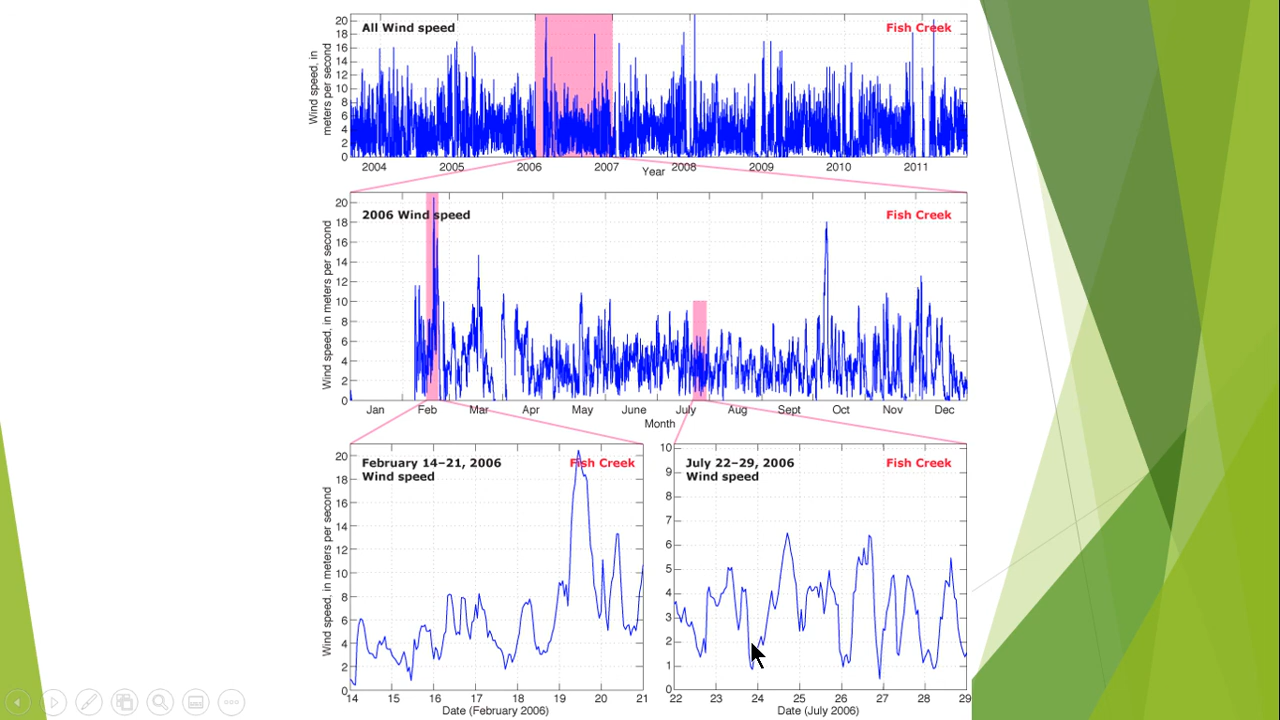 20
18
16
14
12
10
8
6
4
2
0
Wind speed, in
meters per second
All Wind speed
Fish Creek
2004 2005 2006 2007 2008 2009 2010 2011
Year
20
18
16
14
12
10
8
6
4
2
0
Wind speed, in meters per second
2006 Wind speed
Fish Creek
Jan Feb Mar Apr May June July Aug Sept Oct Nov Dec
Month
20
18
16
14
12
10
8
6
4
2
0
Wind speed, in meters per second
February 14–21, 2006
Wind speed
Fish Creek
14 15 16 17 18 19 20 21
Date (February 2006)
10
9
8
7
6
5
4
3
2
1
0
July 22–29, 2006
Wind speed
Fish Creek
22 23 24 25 26 27 28 29
Date (July 2006)